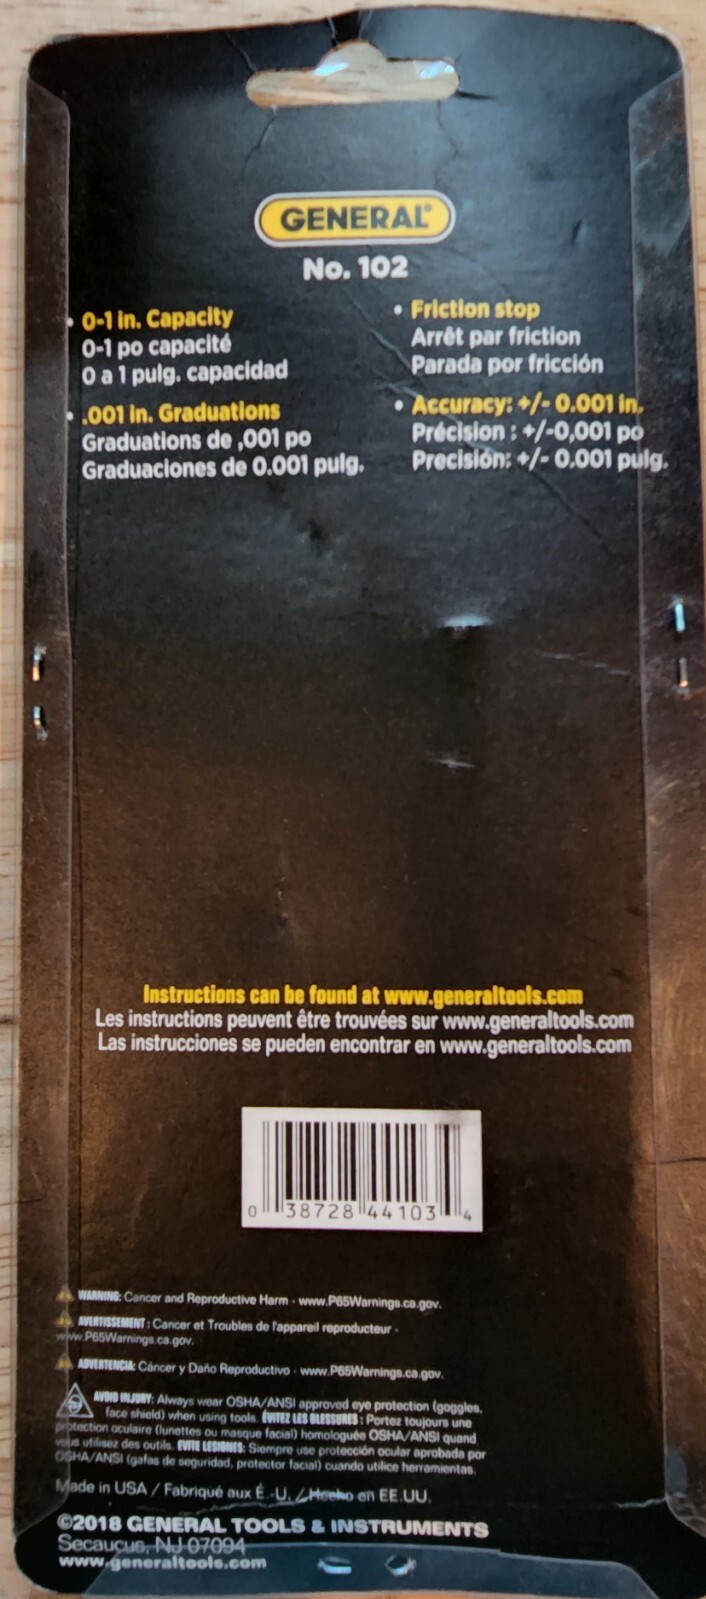 GENERAL®
No. 102
• 0-1 in. Capacity
0-1 po capacité
0 a 1 pulg. capacidad
• .001 in. Graduations
Graduations de ,001 po
Graduaciones de 0.001 pulg.
• Friction stop
Arrêt par friction
Parada por fricción
• Accuracy: +/- 0.001 in.
Précision : +/-0,001 po
Precisión: +/- 0.001 pulg.
Instructions can be found at www.generaltools.com
Les instructions peuvent être trouvées sur www.generaltools.com
Las instrucciones se pueden encontrar en www.generaltools.com
0 38728 44103 4
WARNING: Cancer and Reproductive Harm - www.P65Warnings.ca.gov.
AVERTISSEMENT : Cancer et Troubles de l'appareil reproducteur -
www.P65Warnings.ca.gov.
ADVERTENCIA: Cáncer y Daño Reproductivo - www.P65Warnings.ca.gov.
AVOID INJURY: Always wear OSHA/ANSI approved eye protection (goggles,
face shield) when using tools. ÉVITEZ LES BLESSURES : Portez toujours une
protection oculaire (lunettes ou masque facial) homologuée OSHA/ANSI quand
vous utilisez des outils. EVITE LESIONES: Siempre use protección ocular aprobada por
OSHA/ANSI (gafas de seguridad, protector facial) cuando utilice herramientas.
Made in USA / Fabriqué aux É.-U. / Hecho en EE.UU.
©2018 GENERAL TOOLS & INSTRUMENTS
Secaucus, NJ 07094
www.generaltools.com